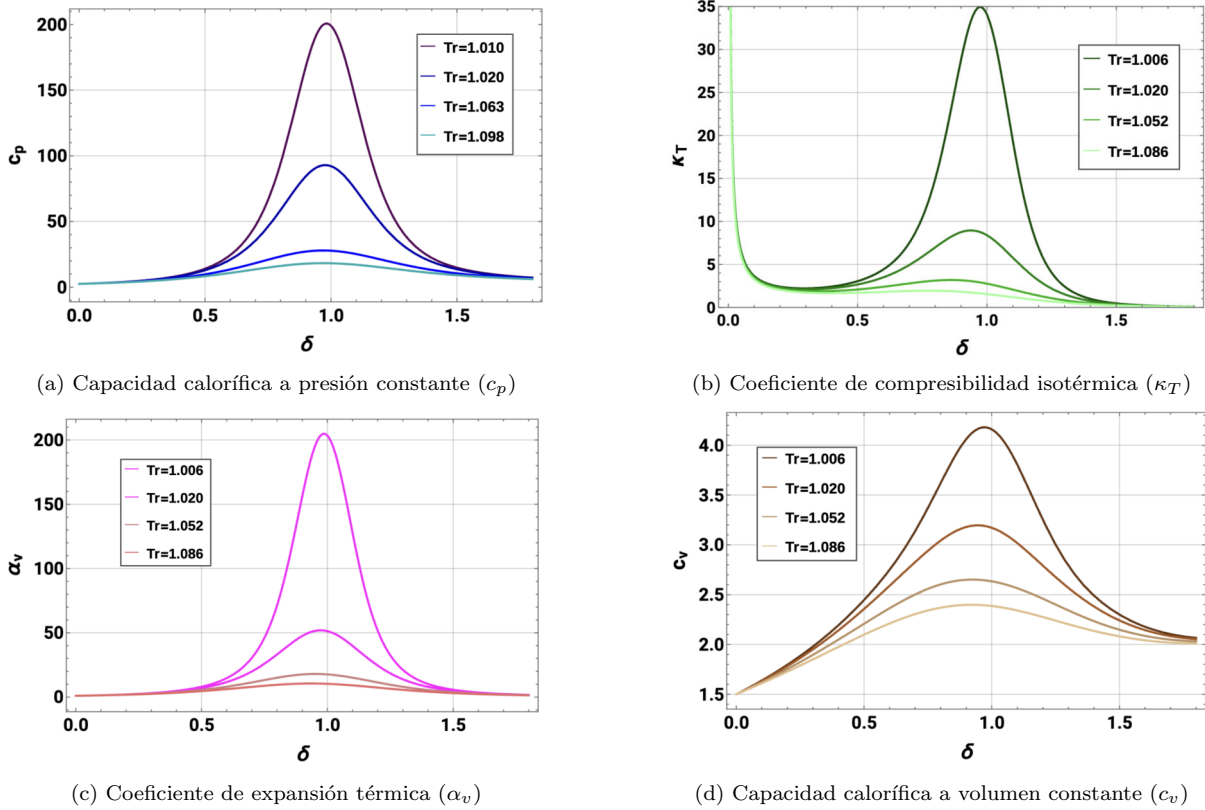 200
150
100
50
0
c_p
Tr=1.010
Tr=1.020
Tr=1.063
Tr=1.098
0.0 0.5 1.0 1.5
δ
(a) Capacidad calorífica a presión constante (c_p)
35
30
25
20
15
10
5
0
κ_T
Tr=1.006
Tr=1.020
Tr=1.052
Tr=1.086
0.0 0.5 1.0 1.5
δ
(b) Coeficiente de compresibilidad isotérmica (κ_T)
200
150
100
50
0
α_v
Tr=1.006
Tr=1.020
Tr=1.052
Tr=1.086
0.0 0.5 1.0 1.5
δ
(c) Coeficiente de expansión térmica (α_v)
4.0
3.5
3.0
2.5
2.0
1.5
c_v
Tr=1.006
Tr=1.020
Tr=1.052
Tr=1.086
0.0 0.5 1.0 1.5
δ
(d) Capacidad calorífica a volumen constante (c_v)